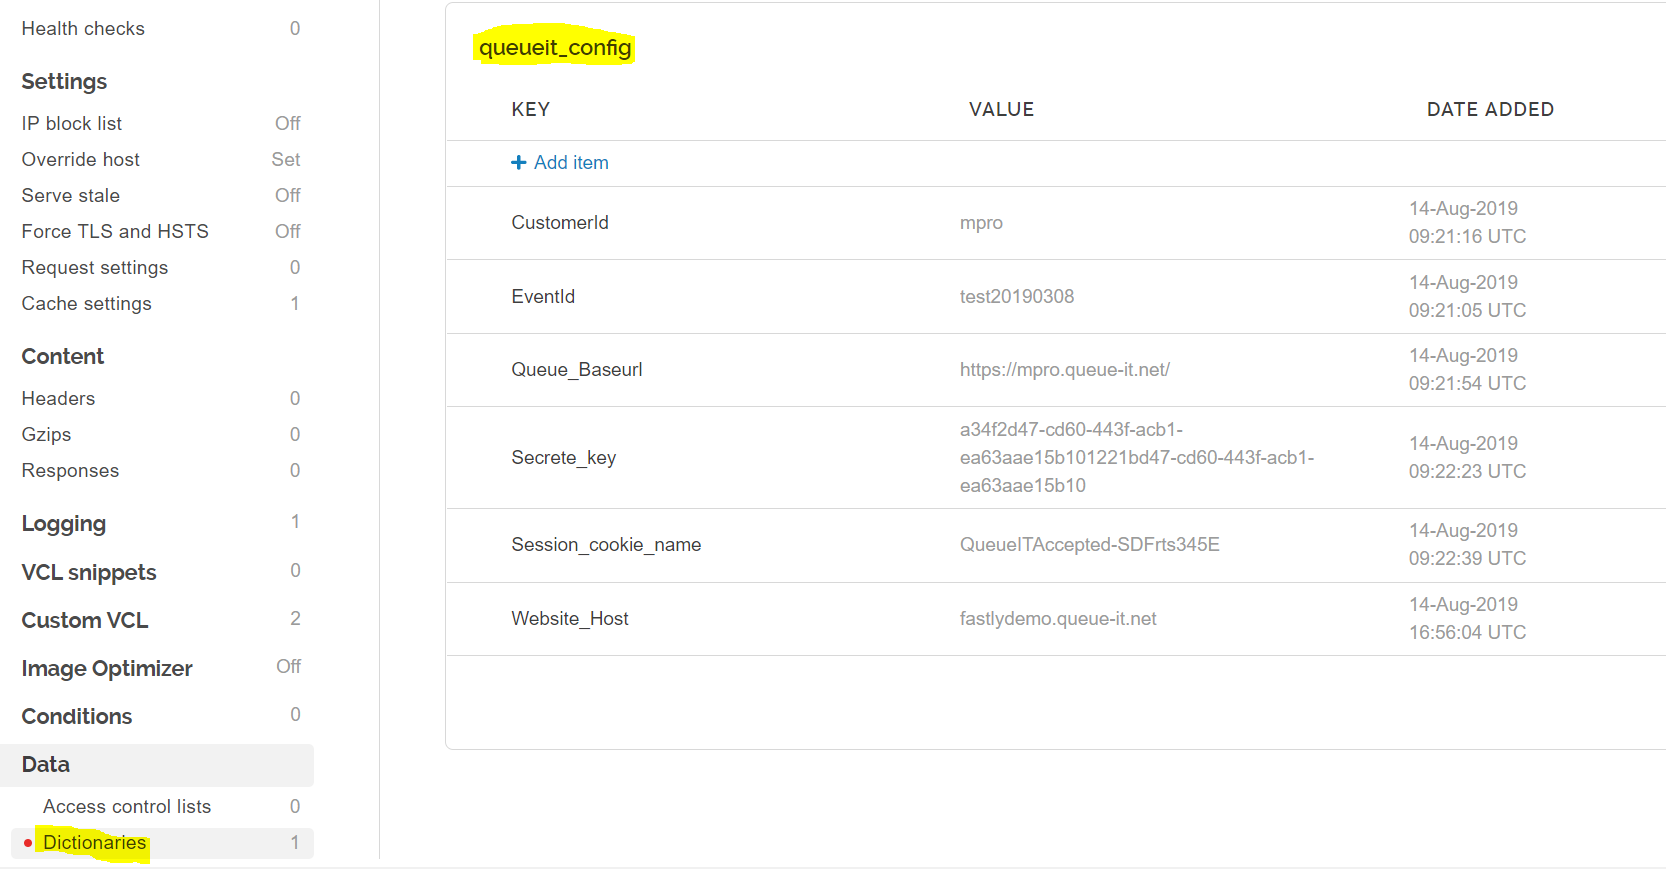 Health checks 0
Settings
IP block list Off
Override host Set
Serve stale Off
Force TLS and HSTS Off
Request settings 0
Cache settings 1
Content
Headers 0
Gzips 0
Responses 0
Logging 1
VCL snippets 0
Custom VCL 2
Image Optimizer Off
Conditions 0
Data
Access control lists 0
Dictionaries 1
queueit_config
KEY VALUE DATE ADDED
Add item
CustomerId mpro 14-Aug-2019
09:21:16 UTC
EventId test20190308 14-Aug-2019
09:21:05 UTC
Queue_Baseurl https://mpro.queue-it.net/ 14-Aug-2019
09:21:54 UTC
a34f2d47-cd60-443f-acb1-
Secrete_key ea63aae15b101221bd47-cd60-443f-acb1- 14-Aug-2019
ea63aae15b10 09:22:23 UTC
Session_cookie_name QueueITAccepted-SDFrts345E 14-Aug-2019
09:22:39 UTC
Website_Host fastlydemo.queue-it.net 14-Aug-2019
16:56:04 UTC